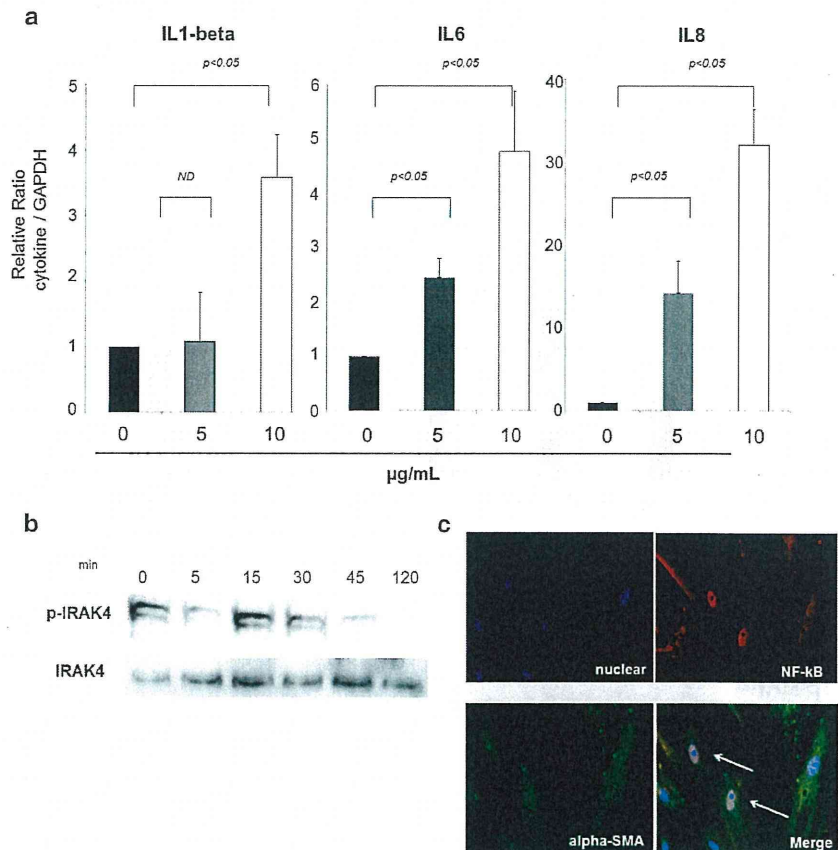 a
IL1-beta IL6 IL8
Relative Ratio
cytokine / GAPDH
5
4
3
2
1
0
p<0.05
ND
0 5 10
6
5
4
3
2
1
0
p<0.05
p<0.05
0 5 10
40
30
20
10
0
p<0.05
p<0.05
0 5 10
µg/mL
b
min 0 5 15 30 45 120
p-IRAK4
IRAK4
c
nuclear
NF-kB
alpha-SMA
Merge